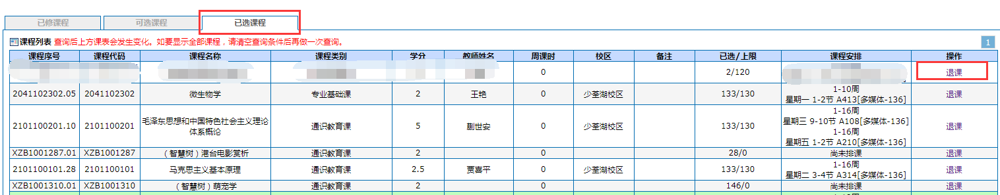 已修课程 可选课程 已选课程
课程列表 查询后上方课表会发生变化。如要显示全部课程，请清空查询条件后再做一次查询。 1
课程序号 课程代码 课程名称 课程类别 学分 教师姓名 周课时 校区 备注 已选/上限 课程安排 操作
0 2/120 退课
2041102302.05 2041102302 微生物学 专业基础课 2 王艳 0 少荃湖校区 133/130 1-10周 退课
星期一 1-2节 A413[多媒体-136]
2101100201.10 2101100201 毛泽东思想和中国特色社会主义理论 通识教育课 5 蒯世安 0 少荃湖校区 133/130 1-16周 退课
体系概论 星期三 9-10节 A108[多媒体-136]
1-16周
星期五 1-2节 A210[多媒体-136]
XZB1001287.01 XZB1001287 （智慧树）港台电影赏析 通识教育课 2 0 28/0 尚未排课 退课
2101100101.28 2101100101 马克思主义基本原理 通识教育课 2.5 贾喜平 0 少荃湖校区 133/130 1-16周 退课
星期二 3-4节 A314[多媒体-136]
XZB1001310.01 XZB1001310 （智慧树）萌宠学 通识教育课 2 0 146/0 尚未排课 退课